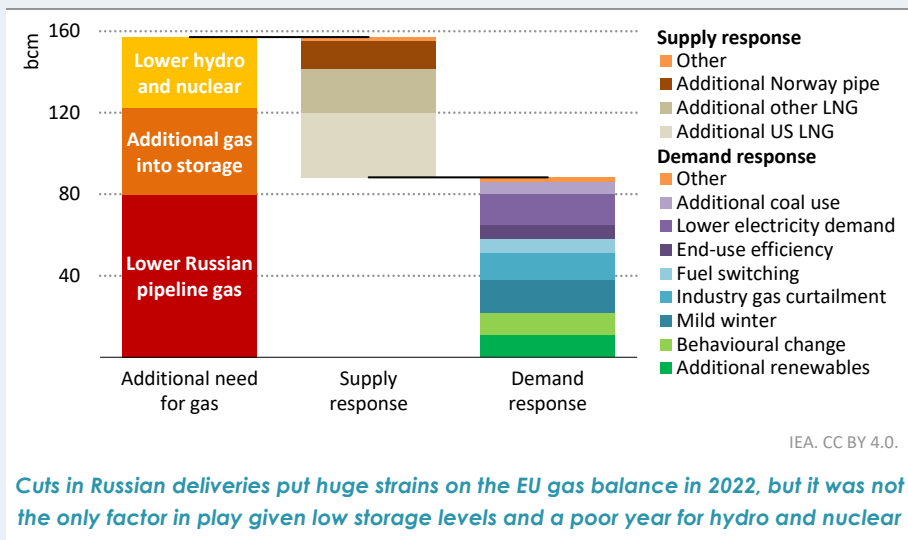 bcm
160
120
80
40
Lower hydro
and nuclear
Additional gas
into storage
Lower Russian
pipeline gas
Additional need
for gas
Supply
response
Demand
response
Supply response
Other
Additional Norway pipe
Additional other LNG
Additional US LNG
Demand response
Other
Additional coal use
Lower electricity demand
End-use efficiency
Fuel switching
Industry gas curtailment
Mild winter
Behavioural change
Additional renewables
IEA. CC BY 4.0.
Cuts in Russian deliveries put huge strains on the EU gas balance in 2022, but it was not
the only factor in play given low storage levels and a poor year for hydro and nuclear